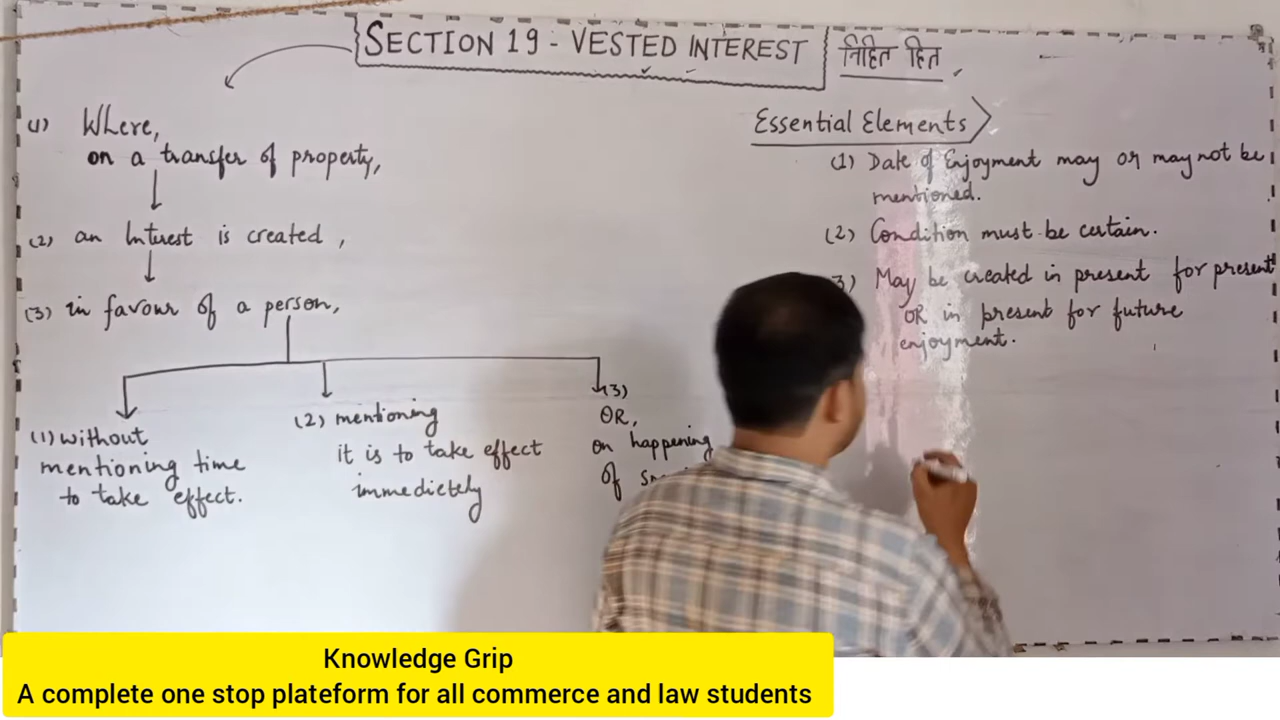 SECTION 19 - VESTED INTEREST
निहित हित
(1) Where,
on a transfer of property,
(2) an Interest is created,
(3) in favour of a person,
(1) without
mentioning time
to take effect.
(2) mentioning
it is to take effect
immedietely
(3)
OR,
on happening
of
Essential Elements
(1) Date of Enjoyment may or may not be
mentioned.
(2) Condition must be certain.
3) May be created in present for present
OR in present for future
enjoyment.
Knowledge Grip
A complete one stop plateform for all commerce and law students